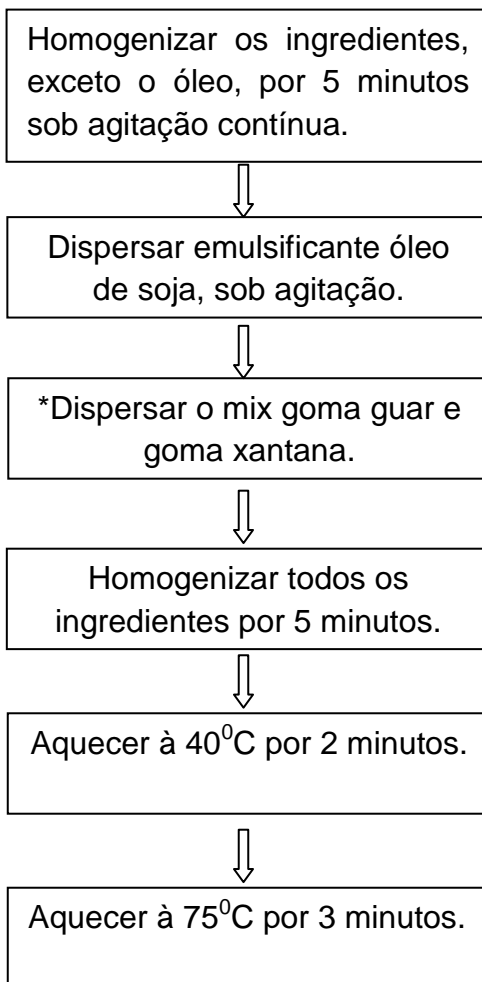 Homogenizar os ingredientes,
exceto o óleo, por 5 minutos
sob agitação contínua.
Dispersar emulsificante óleo
de soja, sob agitação.
*Dispersar o mix goma guar e
goma xantana.
Homogenizar todos os
ingredientes por 5 minutos.
Aquecer à 40⁰C por 2 minutos.
Aquecer à 75⁰C por 3 minutos.